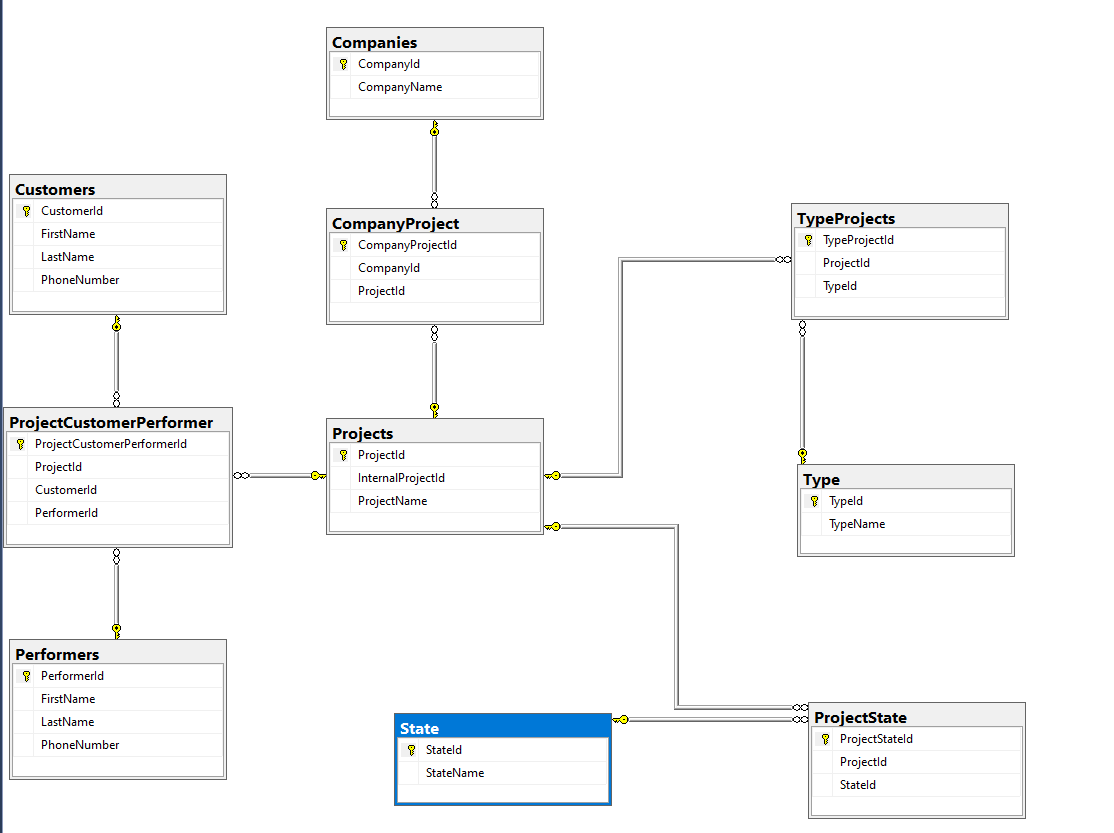 Companies
CompanyId
CompanyName
Customers
CustomerId
FirstName
LastName
PhoneNumber
CompanyProject
CompanyProjectId
CompanyId
ProjectId
TypeProjects
TypeProjectId
ProjectId
TypeId
ProjectCustomerPerformer
ProjectCustomerPerformerId
ProjectId
CustomerId
PerformerId
Projects
ProjectId
InternalProjectId
ProjectName
Type
TypeId
TypeName
Performers
PerformerId
FirstName
LastName
PhoneNumber
State
StateId
StateName
ProjectState
ProjectStateId
ProjectId
StateId